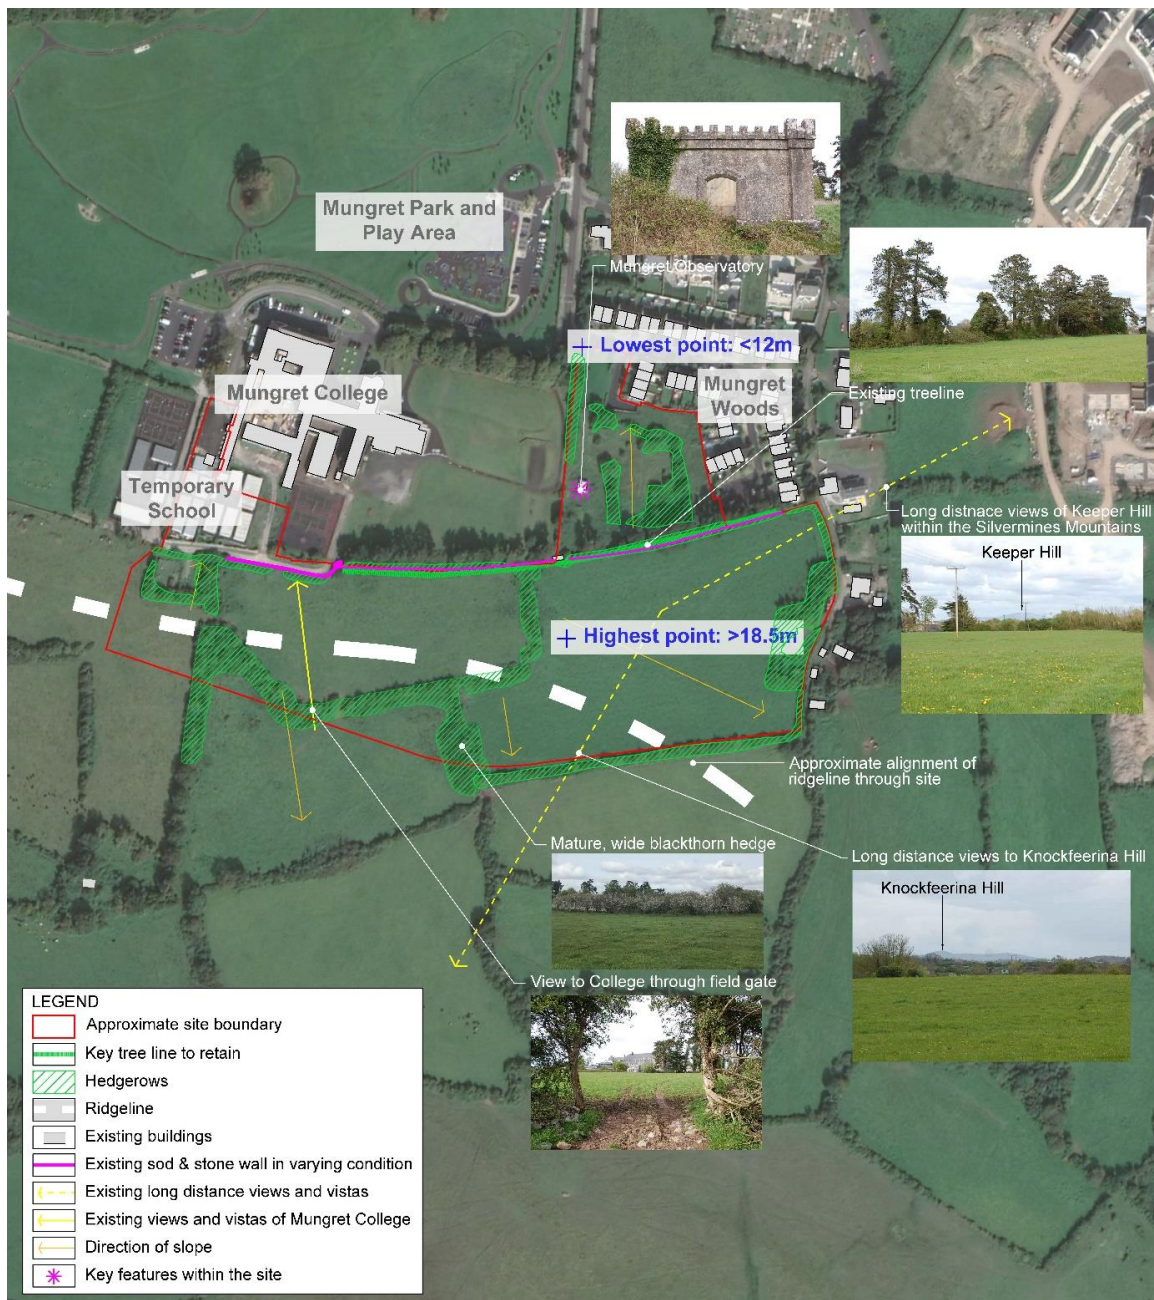 Mungret Park and
Play Area
Mungret Observatory
Lowest point: <12m
Mungret College
Mungret
Woods
Existing treeline
Temporary
School
Long distnace views of Keeper Hill
within the Silvermines Mountains
Keeper Hill
Highest point: >18.5m
Approximate alignment of
ridgeline through site
Mature, wide blackthorn hedge
Long distance views to Knockfeerina Hill
Knockfeerina Hill
View to College through field gate
LEGEND
Approximate site boundary
Key tree line to retain
Hedgerows
Ridgeline
Existing buildings
Existing sod & stone wall in varying condition
Existing long distance views and vistas
Existing views and vistas of Mungret College
Direction of slope
Key features within the site